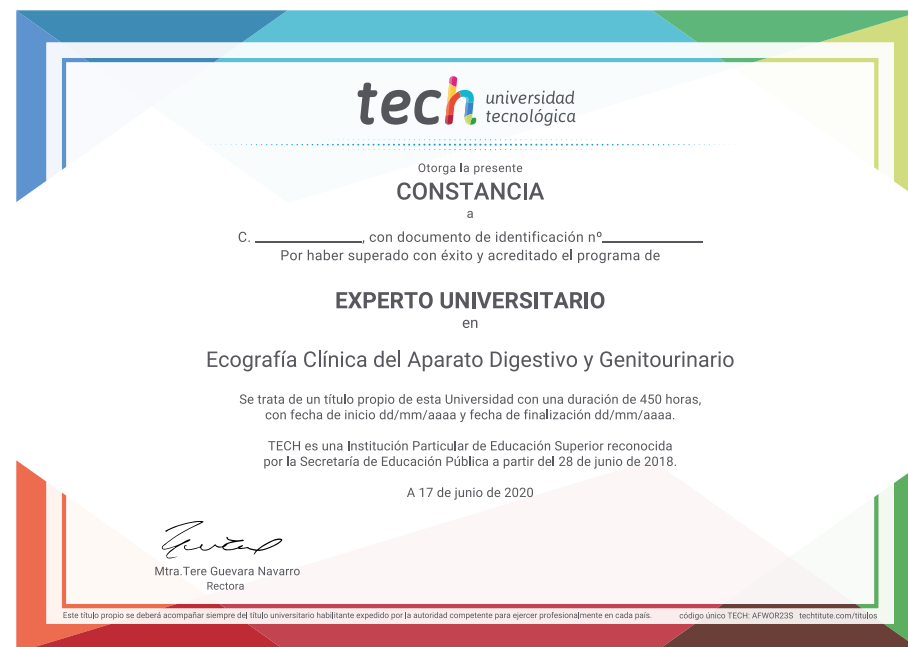 tech universidad
tecnológica
Otorga la presente
CONSTANCIA
a
C. ______________, con documento de identificación nº_____________
Por haber superado con éxito y acreditado el programa de
EXPERTO UNIVERSITARIO
en
Ecografía Clínica del Aparato Digestivo y Genitourinario
Se trata de un título propio de esta Universidad con una duración de 450 horas,
con fecha de inicio dd/mm/aaaa y fecha de finalización dd/mm/aaaa.
TECH es una Institución Particular de Educación Superior reconocida
por la Secretaría de Educación Pública a partir del 28 de junio de 2018.
A 17 de junio de 2020
Mtra.Tere Guevara Navarro
Rectora
Este título propio se deberá acompañar siempre del título universitario habilitante expedido por la autoridad competente para ejercer profesionalmente en cada país. código único TECH: AFWOR23S techtitute.com/titulos